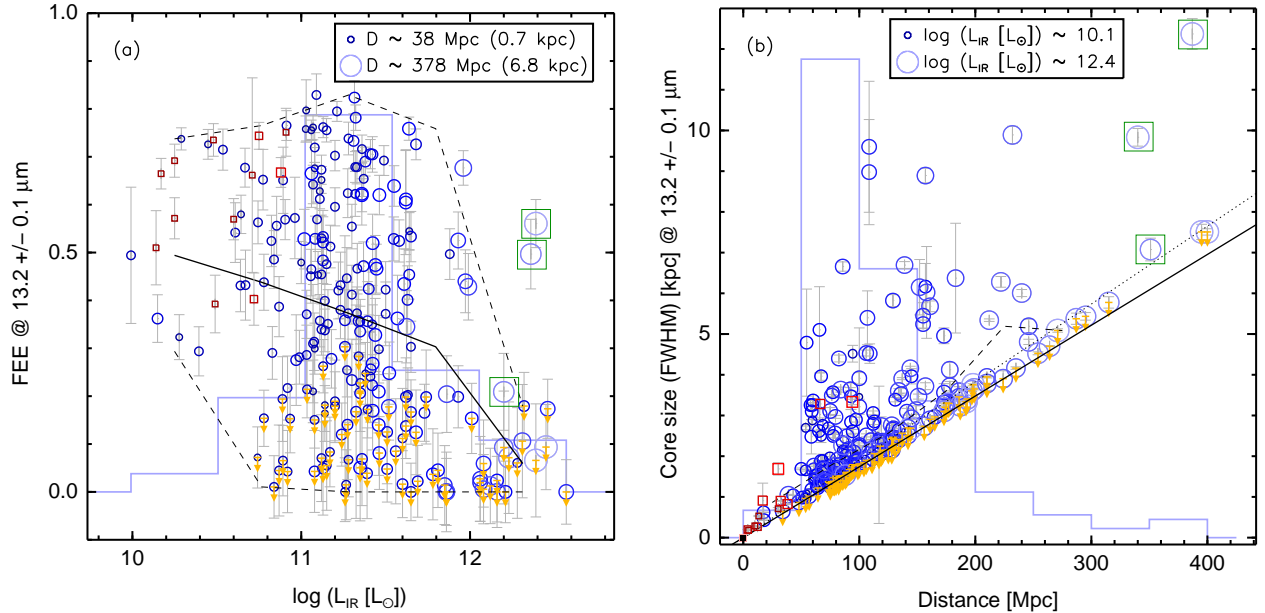 (a)
D ~ 38 Mpc (0.7 kpc)
D ~ 378 Mpc (6.8 kpc)
1.0
0.5
0.0
FEE @ 13.2 +/- 0.1 μm
10
11
12
log (L_IR [L_⊙])
(b)
log (L_IR [L_⊙]) ~ 10.1
log (L_IR [L_⊙]) ~ 12.4
10
5
0
Core size (FWHM) [kpc] @ 13.2 +/- 0.1 μm
0
100
200
300
400
Distance [Mpc]